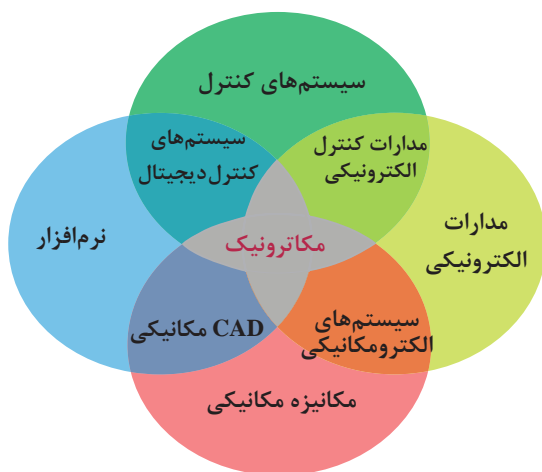 سیستم‌های کنترل
مدارات کنترل
الکترونیکی
سیستم‌های
کنترل دیجیتال
مدارات
الکترونیکی
مکاترونیک
نرم‌افزار
سیستم‌های
الکترومکانیکی
CAD مکانیکی
مکانیزه مکانیکی